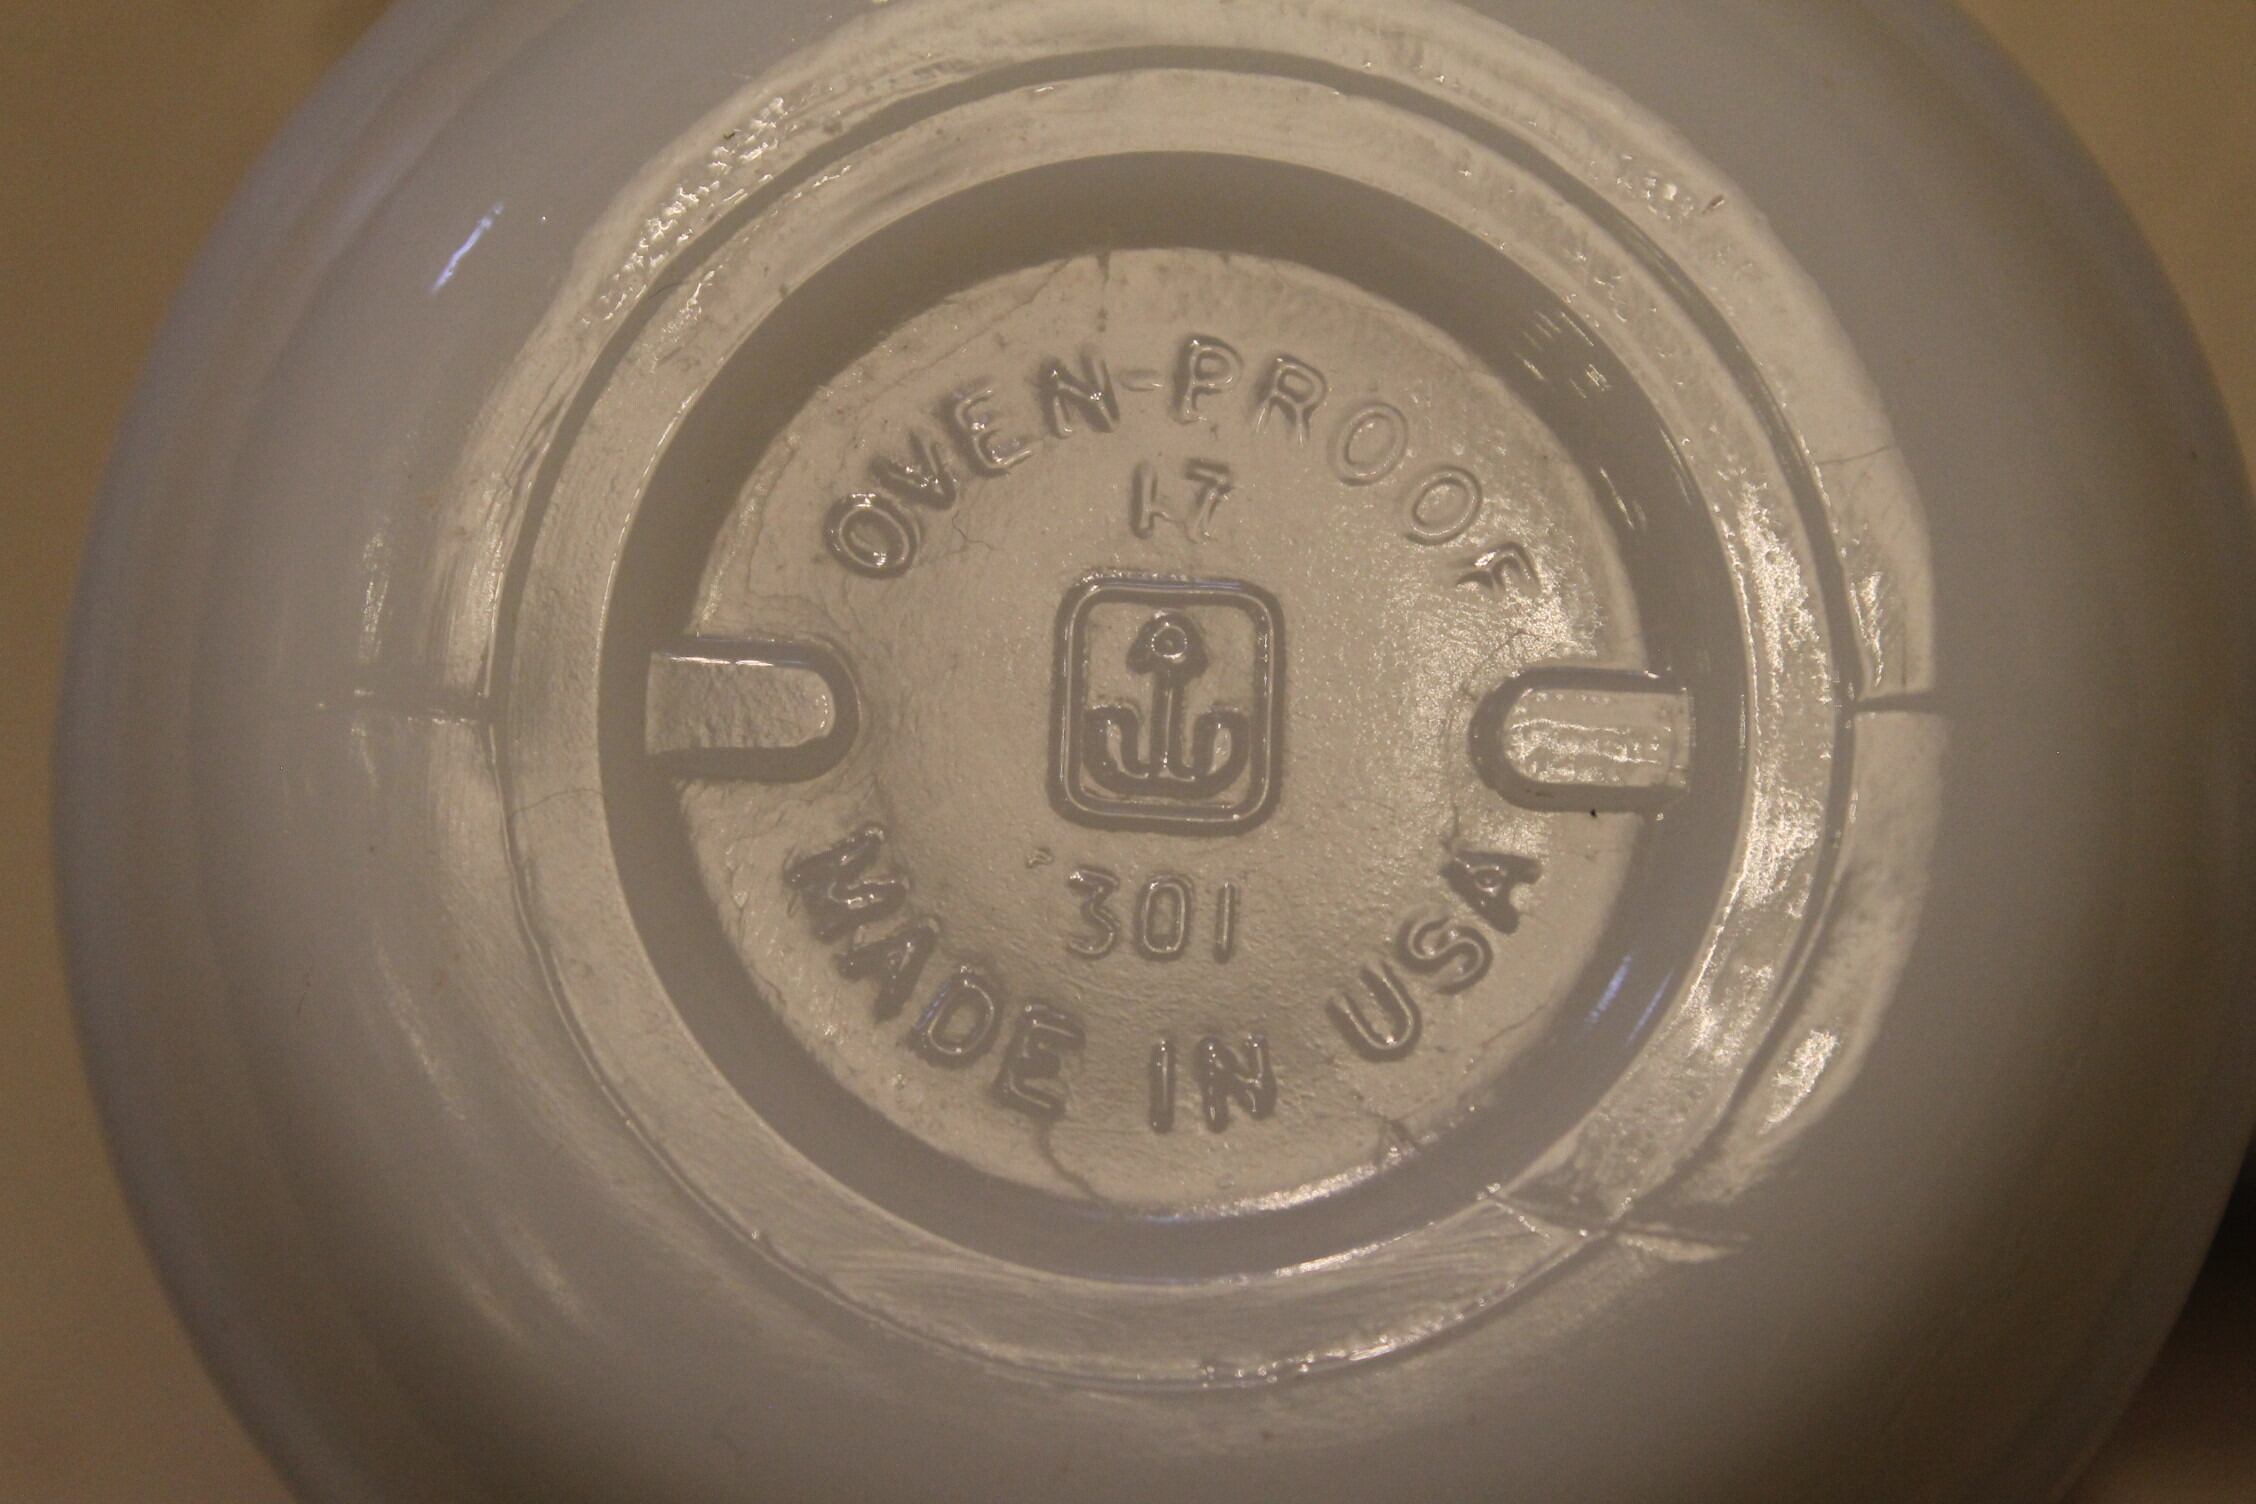 OVEN-PROOF
17
301
MADE IN USA